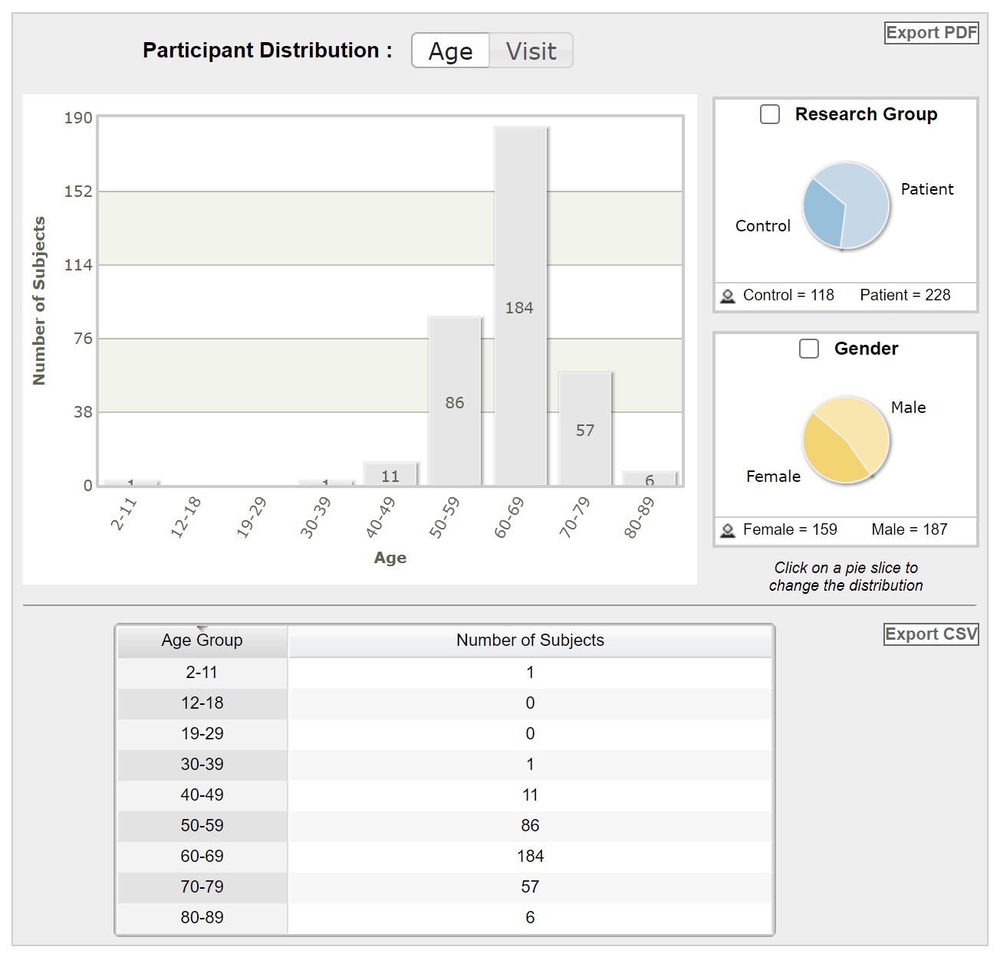 Export PDF
Participant Distribution : Age Visit
190
152
114
76
38
0
Number of Subjects
1
1
11
86
184
57
6
2-11
12-18
19-29
30-39
40-49
50-59
60-69
70-79
80-89
Age
Research Group
Patient
Control
Control = 118 Patient = 228
Gender
Male
Female
Female = 159 Male = 187
Click on a pie slice to
change the distribution
Export CSV
Age Group Number of Subjects
2-11 1
12-18 0
19-29 0
30-39 1
40-49 11
50-59 86
60-69 184
70-79 57
80-89 6